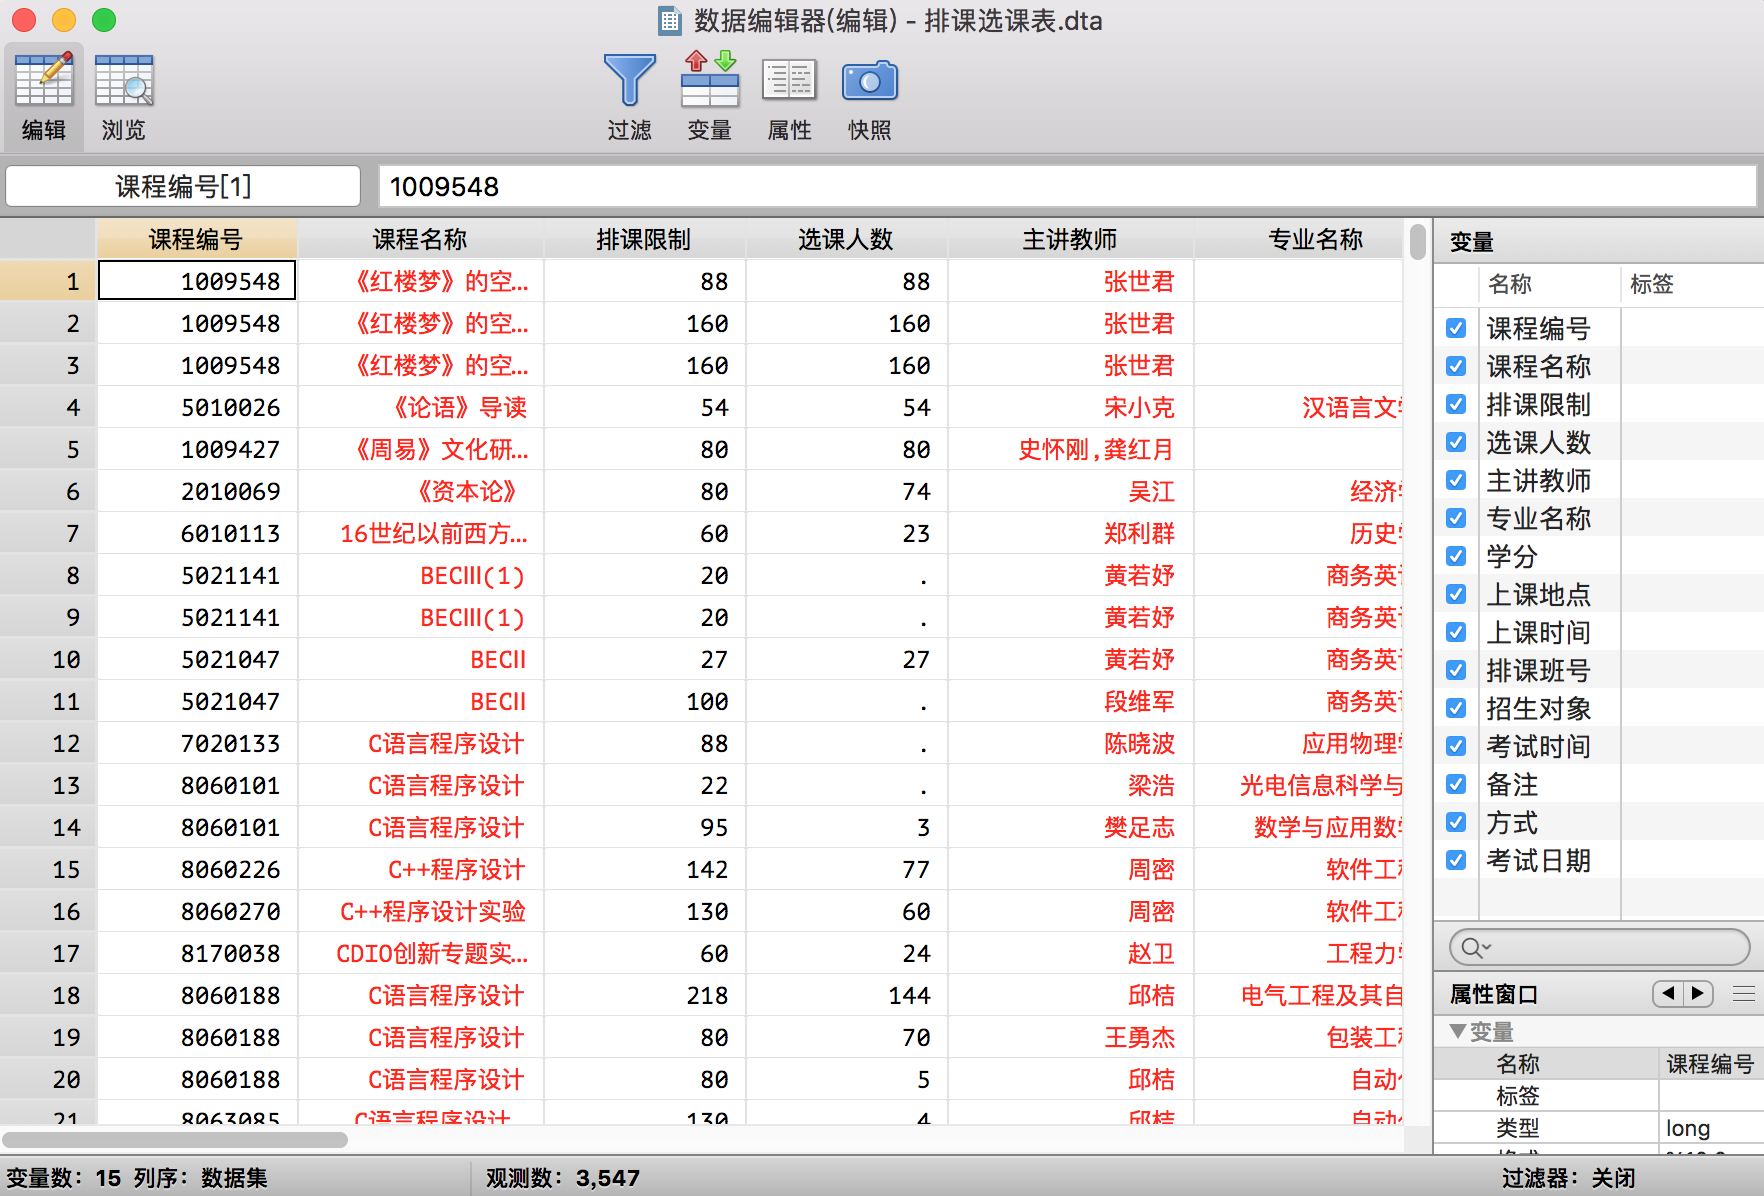 数据编辑器(编辑) - 排课选课表.dta
编辑 浏览 过滤 变量 属性 快照
课程编号[1] 1009548
课程编号 课程名称 排课限制 选课人数 主讲教师 专业名称
1 1009548 《红楼梦》的空... 88 88 张世君
2 1009548 《红楼梦》的空... 160 160 张世君
3 1009548 《红楼梦》的空... 160 160 张世君
4 5010026 《论语》导读 54 54 宋小克 汉语言文
5 1009427 《周易》文化研... 80 80 史怀刚,龚红月
6 2010069 《资本论》 80 74 吴江 经济
7 6010113 16世纪以前西方... 60 23 郑利群 历史
8 5021141 BECⅢ(1) 20 . 黄若妤 商务英
9 5021141 BECⅢ(1) 20 . 黄若妤 商务英
10 5021047 BECⅡ 27 27 黄若妤 商务英
11 5021047 BECⅡ 100 . 段维军 商务英
12 7020133 C语言程序设计 88 . 陈晓波 应用物理
13 8060101 C语言程序设计 22 . 梁浩 光电信息科学与
14 8060101 C语言程序设计 95 3 樊足志 数学与应用数
15 8060226 C++程序设计 142 77 周密 软件工
16 8060270 C++程序设计实验 130 60 周密 软件工
17 8170038 CDIO创新专题实... 60 24 赵卫 工程力
18 8060188 C语言程序设计 218 144 邱桔 电气工程及其自
19 8060188 C语言程序设计 80 70 王勇杰 包装工
20 8060188 C语言程序设计 80 5 邱桔 自动
21 8063085 C语言程序设计 130 4 邱桔 自动
变量
名称 标签
课程编号
课程名称
排课限制
选课人数
主讲教师
专业名称
学分
上课地点
上课时间
排课班号
招生对象
考试时间
备注
方式
考试日期
属性窗口
变量
名称 课程编号
标签
类型 long
变量数: 15 列序: 数据集 观测数: 3,547 过滤器: 关闭